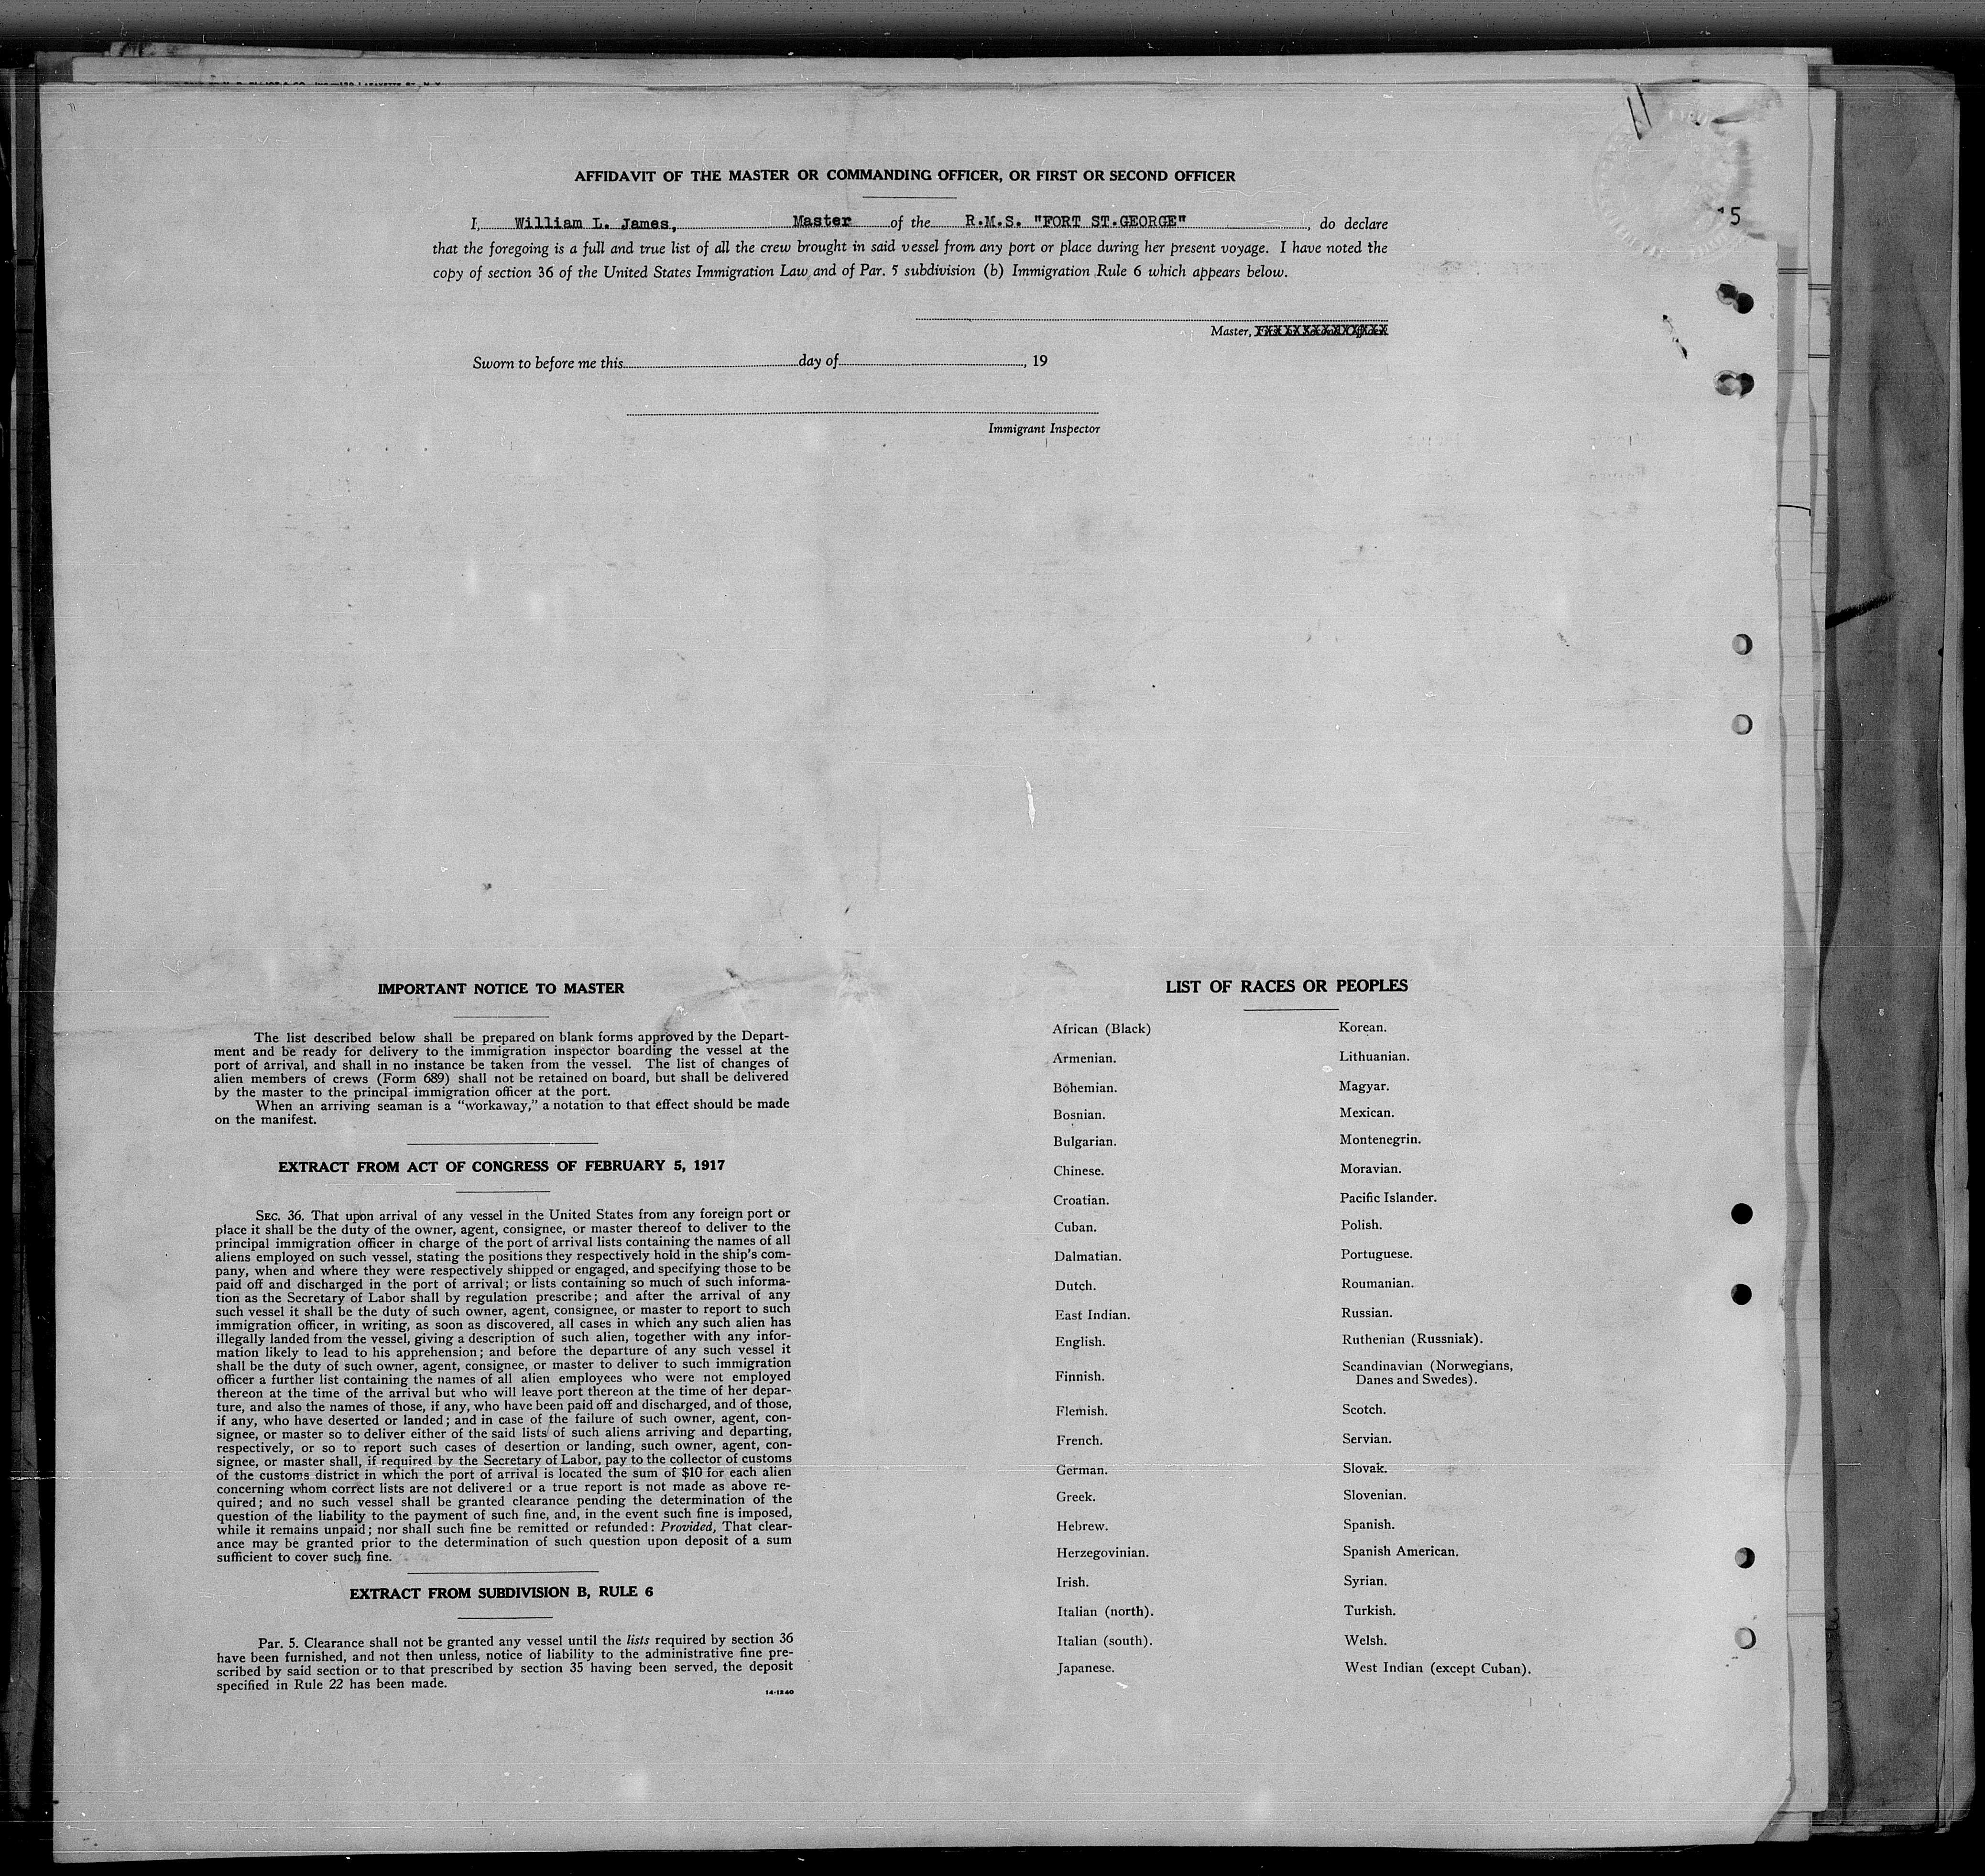 AFFIDAVIT OF THE MASTER OR COMMANDING OFFICER, OR FIRST OR SECOND OFFICER
I, William L. James, Master of the R.M.S. "FORT ST.GEORGE", do declare
that the foregoing is a full and true list of all the crew brought in said vessel from any port or place during her present voyage. I have noted the
copy of section 36 of the United States Immigration Law and of Par. 5 subdivision (b) Immigration Rule 6 which appears below.
15
Master,
Sworn to before me this day of , 19
Immigrant Inspector
IMPORTANT NOTICE TO MASTER
The list described below shall be prepared on blank forms approved by the Depart-
ment and be ready for delivery to the immigration inspector boarding the vessel at the
port of arrival, and shall in no instance be taken from the vessel. The list of changes of
alien members of crews (Form 689) shall not be retained on board, but shall be delivered
by the master to the principal immigration officer at the port.
When an arriving seaman is a "workaway," a notation to that effect should be made
on the manifest.
EXTRACT FROM ACT OF CONGRESS OF FEBRUARY 5, 1917
SEC. 36. That upon arrival of any vessel in the United States from any foreign port or
place it shall be the duty of the owner, agent, consignee, or master thereof to deliver to the
principal immigration officer in charge of the port of arrival lists containing the names of all
aliens employed on such vessel, stating the positions they respectively hold in the ship's com-
pany, when and where they were respectively shipped or engaged, and specifying those to be
paid off and discharged in the port of arrival; or lists containing so much of such informa-
tion as the Secretary of Labor shall by regulation prescribe; and after the arrival of any
such vessel it shall be the duty of such owner, agent, consignee, or master to report to such
immigration officer, in writing, as soon as discovered, all cases in which any such alien has
illegally landed from the vessel, giving a description of such alien, together with any infor-
mation likely to lead to his apprehension; and before the departure of any such vessel it
shall be the duty of such owner, agent, consignee, or master to deliver to such immigration
officer a further list containing the names of all alien employees who were not employed
thereon at the time of the arrival but who will leave port thereon at the time of her depar-
ture, and also the names of those, if any, who have been paid off and discharged, and of those,
if any, who have deserted or landed; and in case of the failure of such owner, agent, con-
signee, or master so to deliver either of the said lists of such aliens arriving and departing,
respectively, or so to report such cases of desertion or landing, such owner, agent, con-
signee, or master shall, if required by the Secretary of Labor, pay to the collector of customs
of the customs district in which the port of arrival is located the sum of $10 for each alien
concerning whom correct lists are not delivered or a true report is not made as above re-
quired; and no such vessel shall be granted clearance pending the determination of the
question of the liability to the payment of such fine, and, in the event such fine is imposed,
while it remains unpaid; nor shall such fine be remitted or refunded: Provided, That clear-
ance may be granted prior to the determination of such question upon deposit of a sum
sufficient to cover such fine.
EXTRACT FROM SUBDIVISION B, RULE 6
Par. 5. Clearance shall not be granted any vessel until the lists required by section 36
have been furnished, and not then unless, notice of liability to the administrative fine pre-
scribed by said section or to that prescribed by section 35 having been served, the deposit
specified in Rule 22 has been made.
14-1240
LIST OF RACES OR PEOPLES
African (Black)
Armenian.
Bohemian.
Bosnian.
Bulgarian.
Chinese.
Croatian.
Cuban.
Dalmatian.
Dutch.
East Indian.
English.
Finnish.
Flemish.
French.
German.
Greek.
Hebrew.
Herzegovinian.
Irish.
Italian (north).
Italian (south).
Japanese.
Korean.
Lithuanian.
Magyar.
Mexican.
Montenegrin.
Moravian.
Pacific Islander.
Polish.
Portuguese.
Roumanian.
Russian.
Ruthenian (Russniak).
Scandinavian (Norwegians,
Danes and Swedes).
Scotch.
Servian.
Slovak.
Slovenian.
Spanish.
Spanish American.
Syrian.
Turkish.
Welsh.
West Indian (except Cuban).